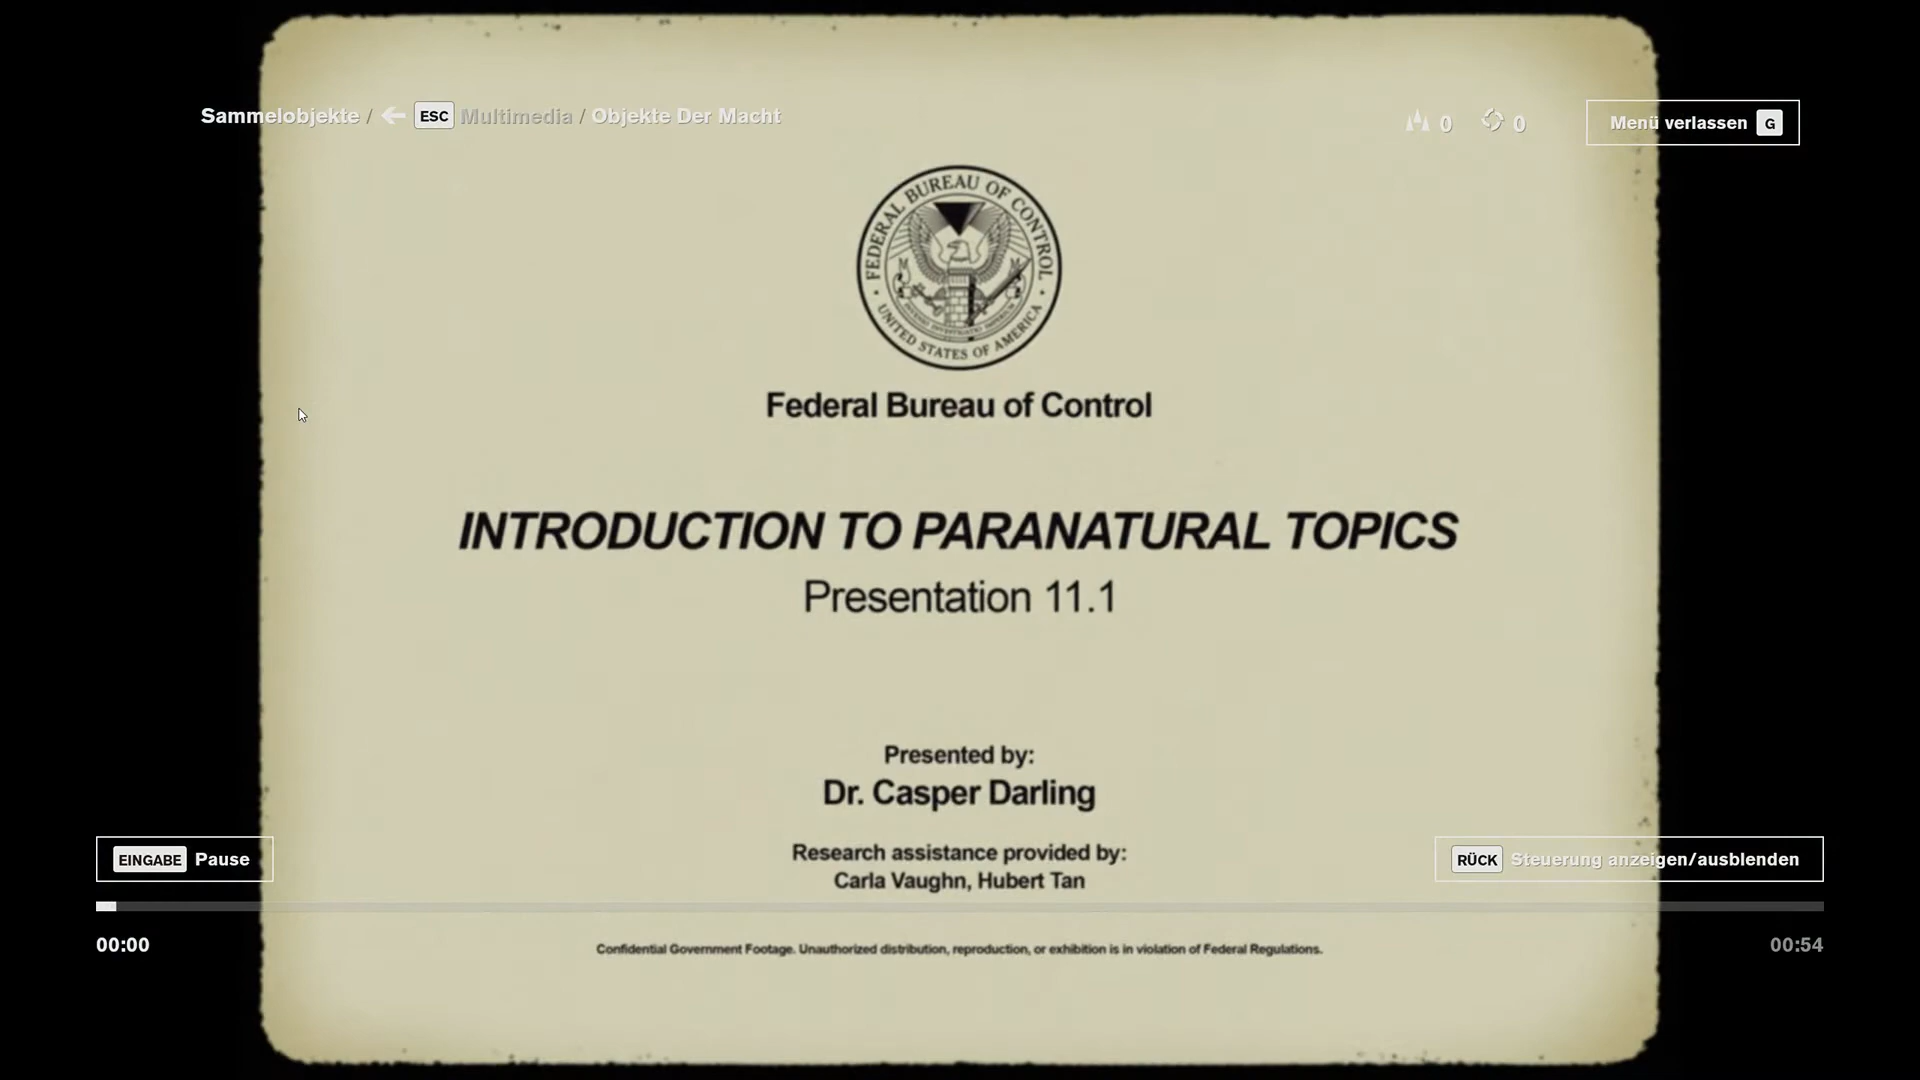 Sammelobjekte / ESC Multimedia / Objekte Der Macht
0 0
Menü verlassen G
FEDERAL BUREAU OF CONTROL
UNITED STATES OF AMERICA
Federal Bureau of Control
INTRODUCTION TO PARANATURAL TOPICS
Presentation 11.1
Presented by:
Dr. Casper Darling
EINGABE Pause
RÜCK Steuerung anzeigen/ausblenden
Research assistance provided by:
Carla Vaughn, Hubert Tan
00:00
00:54
Confidential Government Footage. Unauthorized distribution, reproduction, or exhibition is in violation of Federal Regulations.